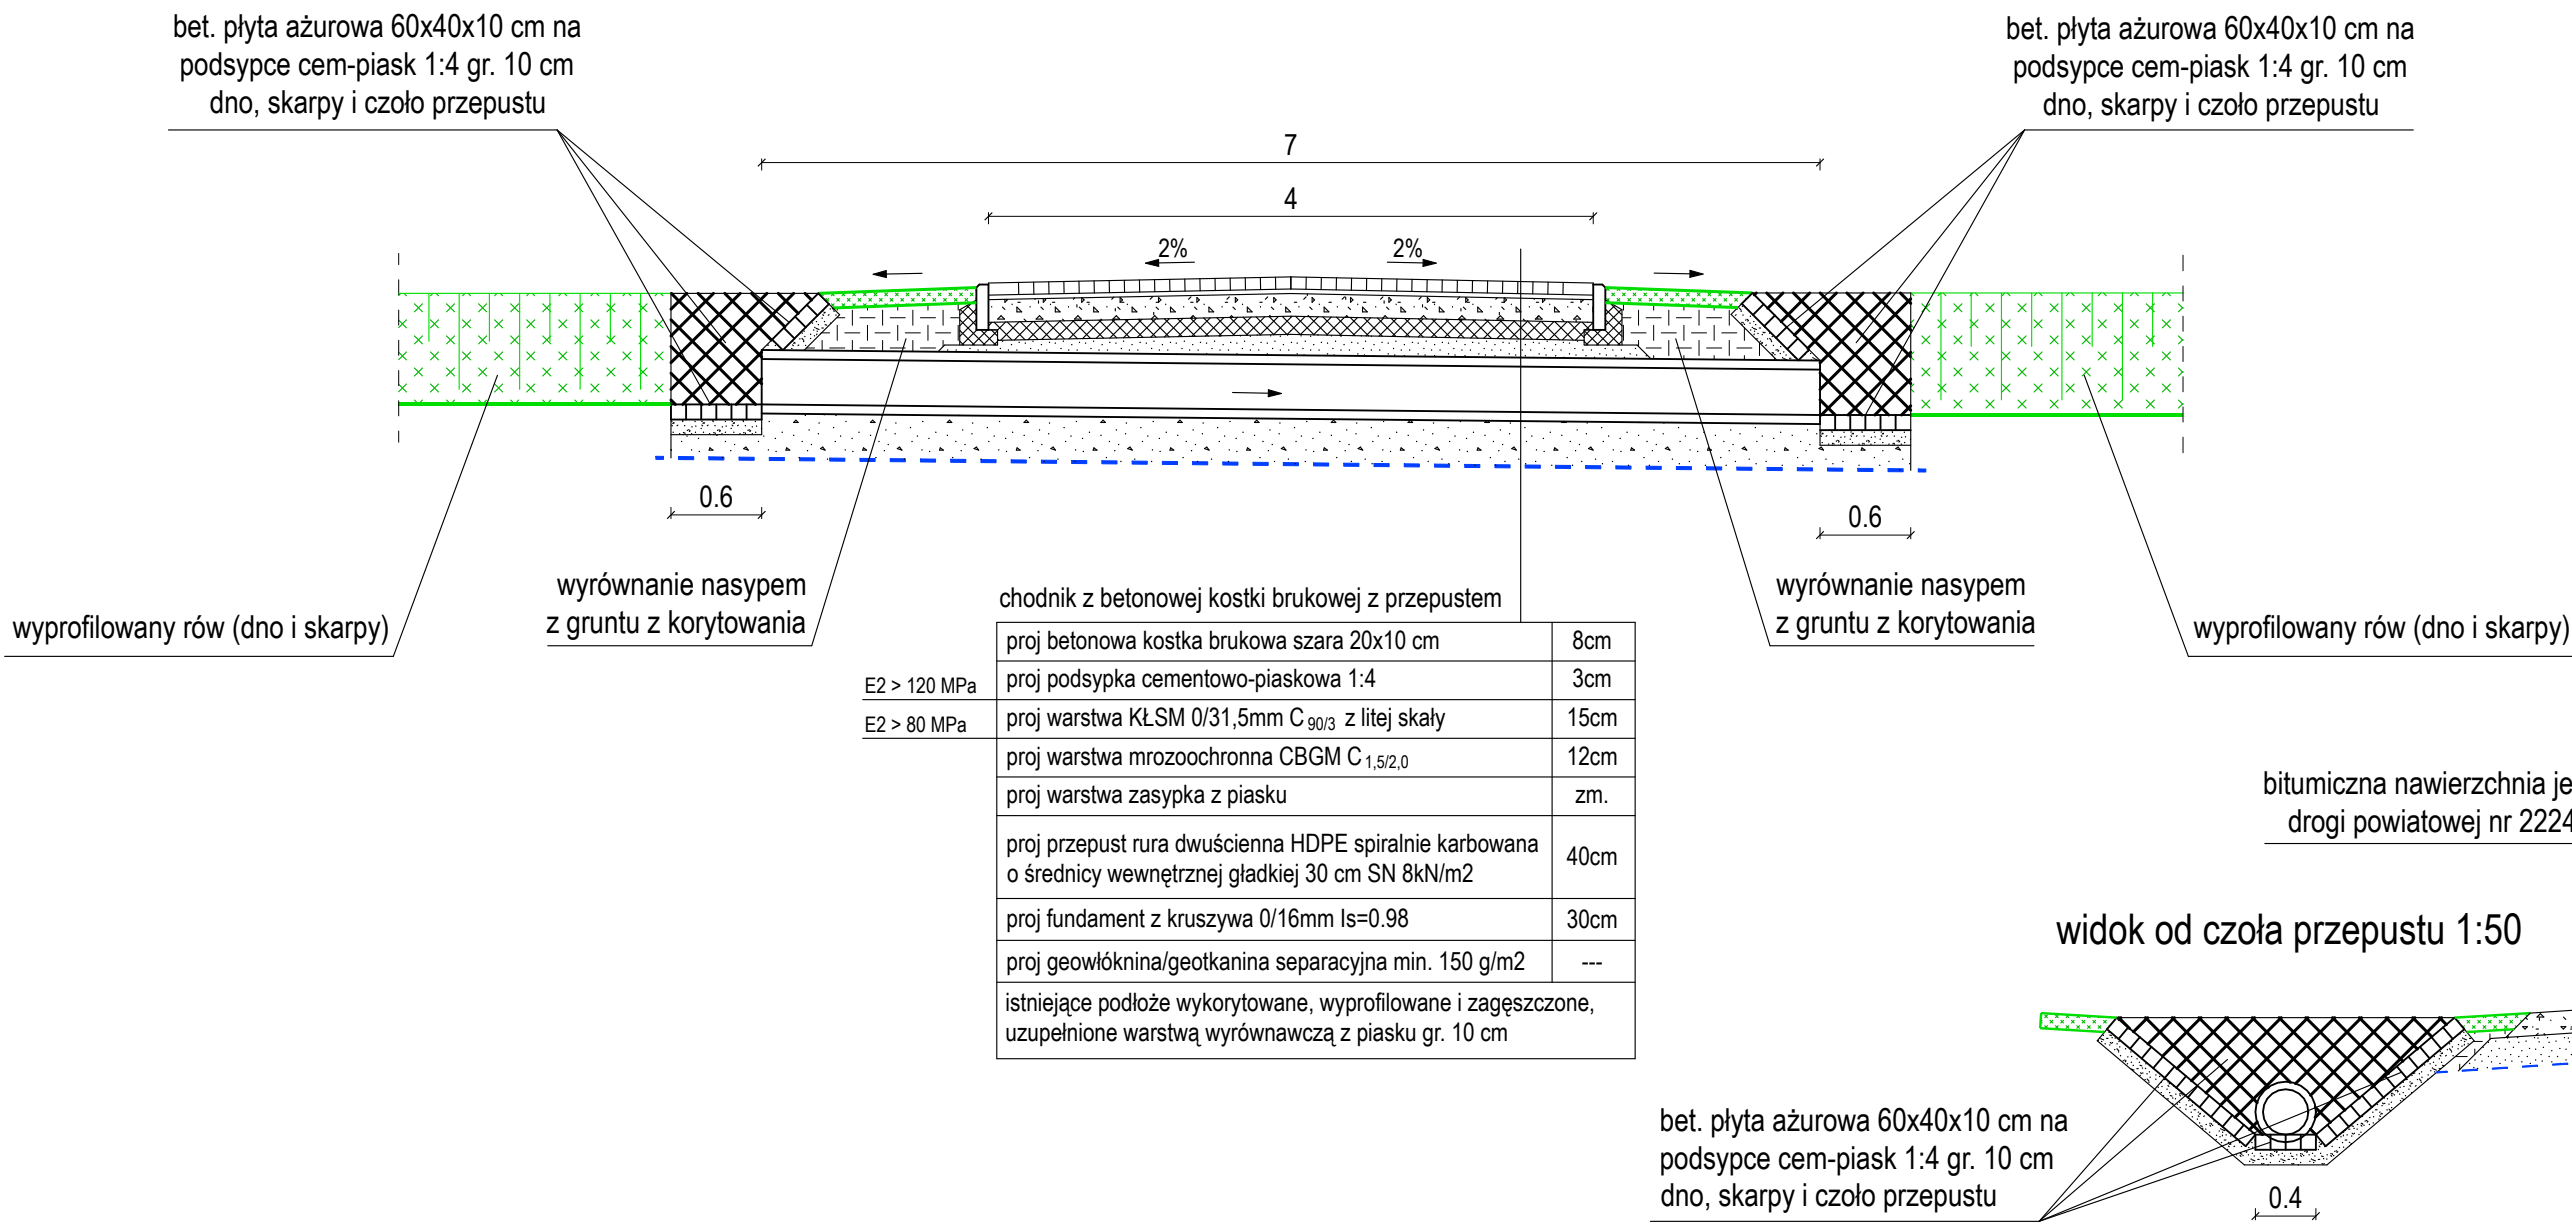 bet. płyta ażurowa 60x40x10 cm na
podsypce cem-piask 1:4 gr. 10 cm
dno, skarpy i czoło przepustu
bet. płyta ażurowa 60x40x10 cm na
podsypce cem-piask 1:4 gr. 10 cm
dno, skarpy i czoło przepustu
7
4
2%
2%
0.6
0.6
wyprofilowany rów (dno i skarpy)
wyrównanie nasypem
z gruntu z korytowania
wyrównanie nasypem
z gruntu z korytowania
wyprofilowany rów (dno i skarpy)
chodnik z betonowej kostki brukowej z przepustem
proj betonowa kostka brukowa szara 20x10 cm 8cm
E2 > 120 MPa proj podsypka cementowo-piaskowa 1:4 3cm
E2 > 80 MPa proj warstwa KŁSM 0/31,5mm C 90/3 z litej skały 15cm
proj warstwa mrozoochronna CBGM C 1,5/2,0 12cm
proj warstwa zasypka z piasku zm.
proj przepust rura dwuścienna HDPE spiralnie karbowana
o średnicy wewnętrznej gładkiej 30 cm SN 8kN/m2 40cm
proj fundament z kruszywa 0/16mm Is=0.98 30cm
proj geowłóknina/geotkanina separacyjna min. 150 g/m2 ---
istniejące podłoże wykorytowane, wyprofilowane i zagęszczone,
uzupełnione warstwą wyrównawczą z piasku gr. 10 cm
bitumiczna nawierzchnia je
drogi powiatowej nr 2224
widok od czoła przepustu 1:50
bet. płyta ażurowa 60x40x10 cm na
podsypce cem-piask 1:4 gr. 10 cm
dno, skarpy i czoło przepustu
0.4